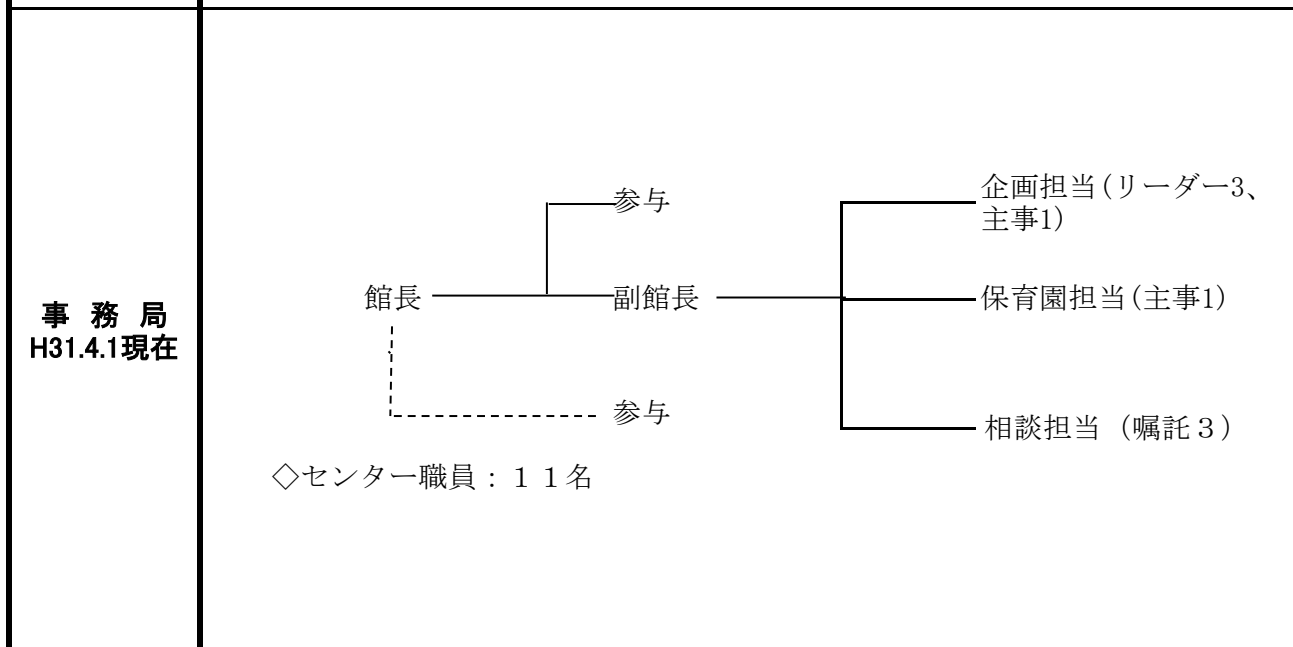 事 務 局
H31.4.1現在
参与
企画担当(リーダー3、
主事1)
館長
副館長
保育園担当(主事1)
参与
相談担当 (嘱託３)
◇センター職員：１１名